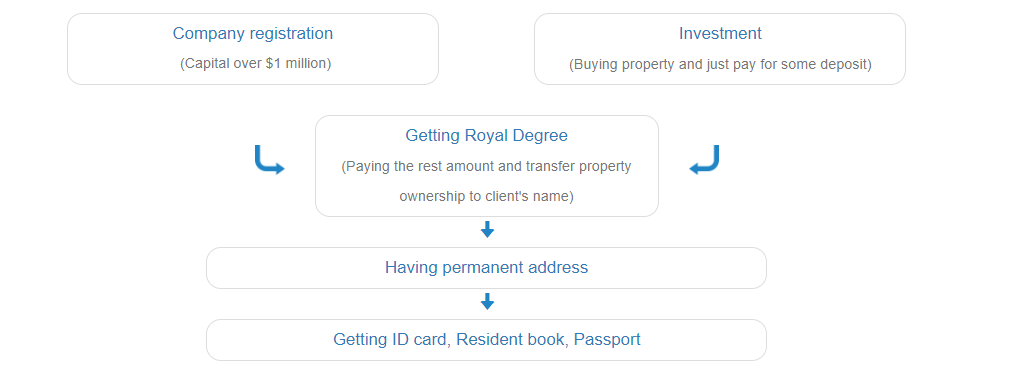 Company registration
(Capital over $1 million)
Investment
(Buying property and just pay for some deposit)
Getting Royal Degree
(Paying the rest amount and transfer property
ownership to client's name)
Having permanent address
Getting ID card, Resident book, Passport